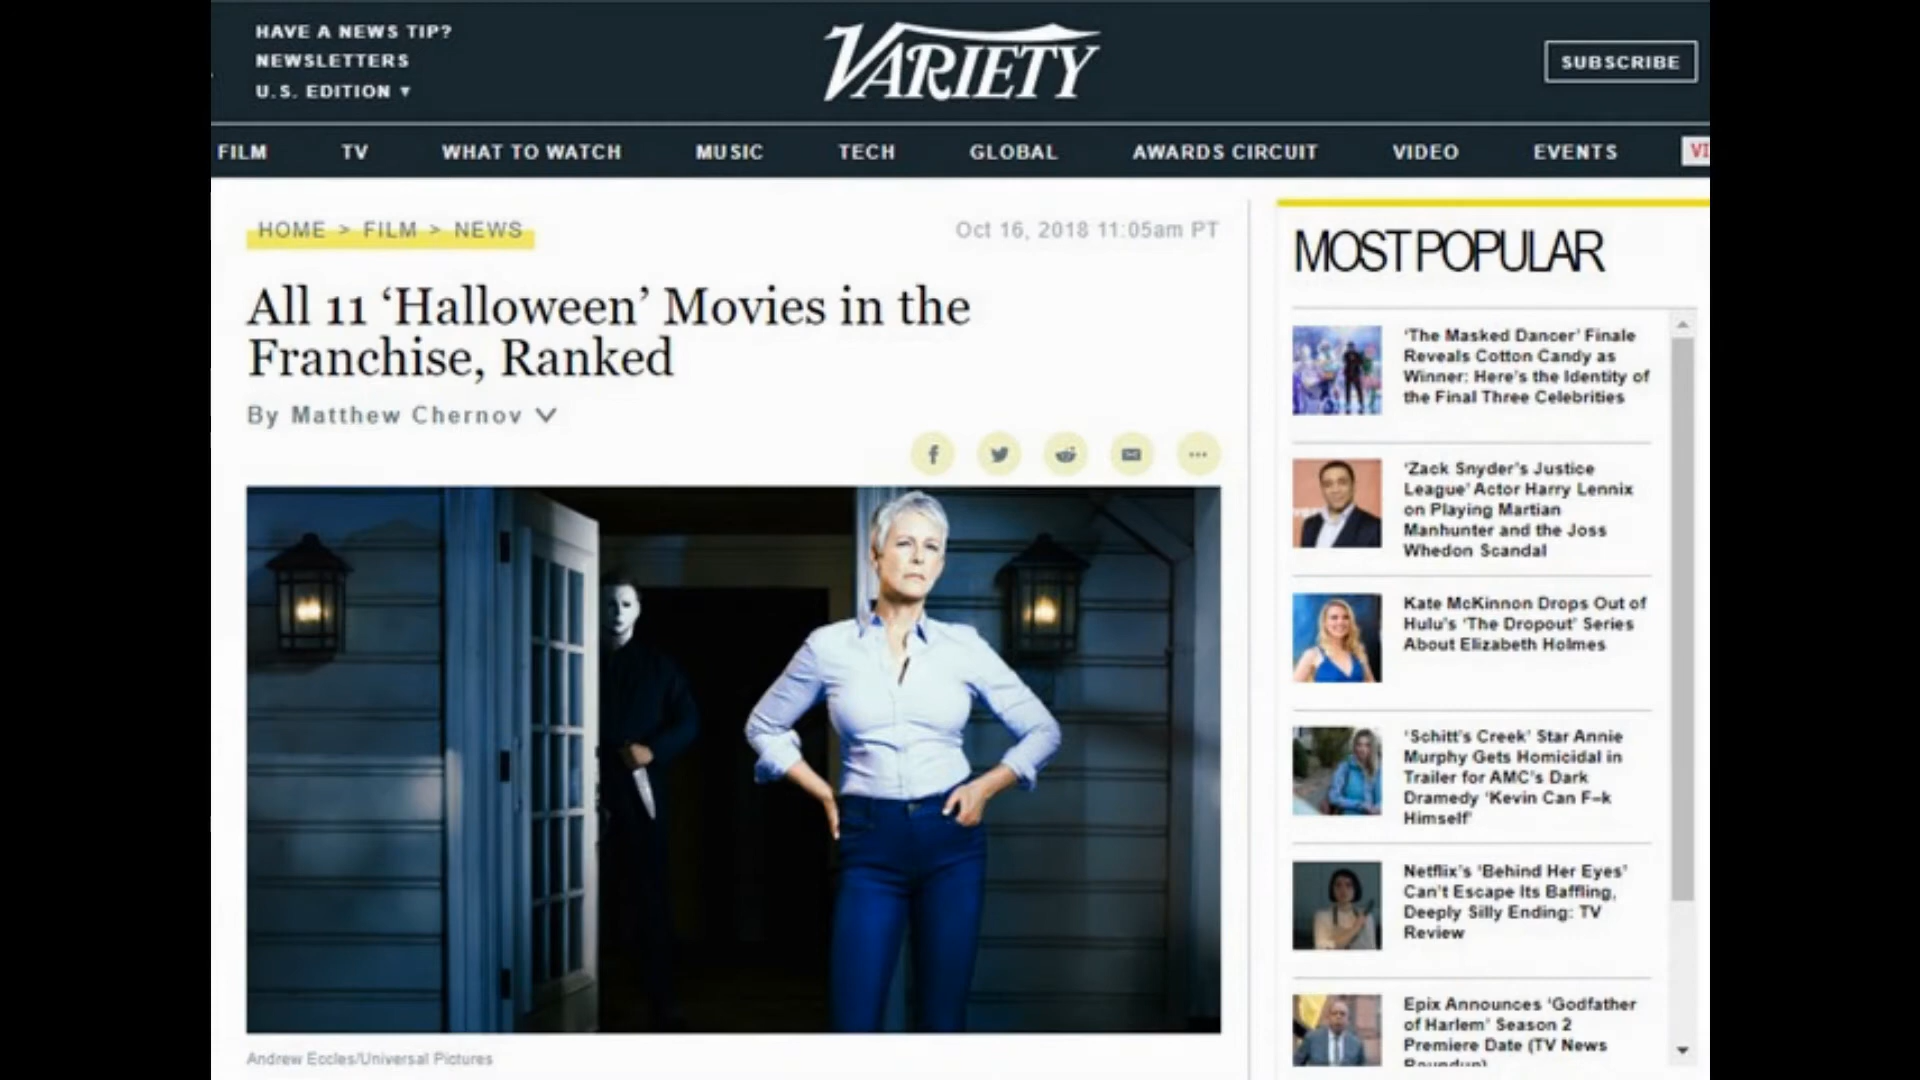 HAVE A NEWS TIP?
NEWSLETTERS
U.S. EDITION ▼
VARIETY
SUBSCRIBE
FILM TV WHAT TO WATCH MUSIC TECH GLOBAL AWARDS CIRCUIT VIDEO EVENTS VI
HOME > FILM > NEWS
Oct 16, 2018 11:05am PT
All 11 ‘Halloween’ Movies in the
Franchise, Ranked
By Matthew Chernov
Andrew Eccles/Universal Pictures
MOST POPULAR
‘The Masked Dancer’ Finale
Reveals Cotton Candy as
Winner: Here’s the Identity of
the Final Three Celebrities
‘Zack Snyder’s Justice
League’ Actor Harry Lennix
on Playing Martian
Manhunter and the Joss
Whedon Scandal
Kate McKinnon Drops Out of
Hulu’s ‘The Dropout’ Series
About Elizabeth Holmes
‘Schitt’s Creek’ Star Annie
Murphy Gets Homicidal in
Trailer for AMC’s Dark
Dramedy ‘Kevin Can F–k
Himself’
Netflix’s ‘Behind Her Eyes’
Can’t Escape Its Baffling,
Deeply Silly Ending: TV
Review
Epix Announces ‘Godfather
of Harlem’ Season 2
Premiere Date (TV News
Roundup)